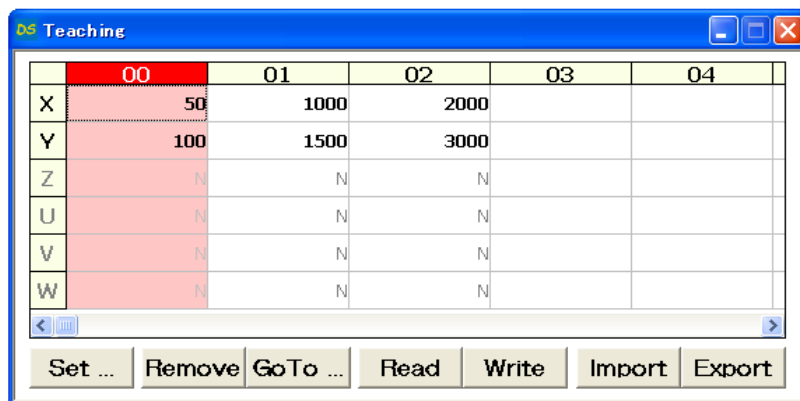 DS Teaching
00 01 02 03 04
X 50 1000 2000
Y 100 1500 3000
Z N N N
U N N N
V N N N
W N N N
Set ... Remove GoTo ... Read Write Import Export